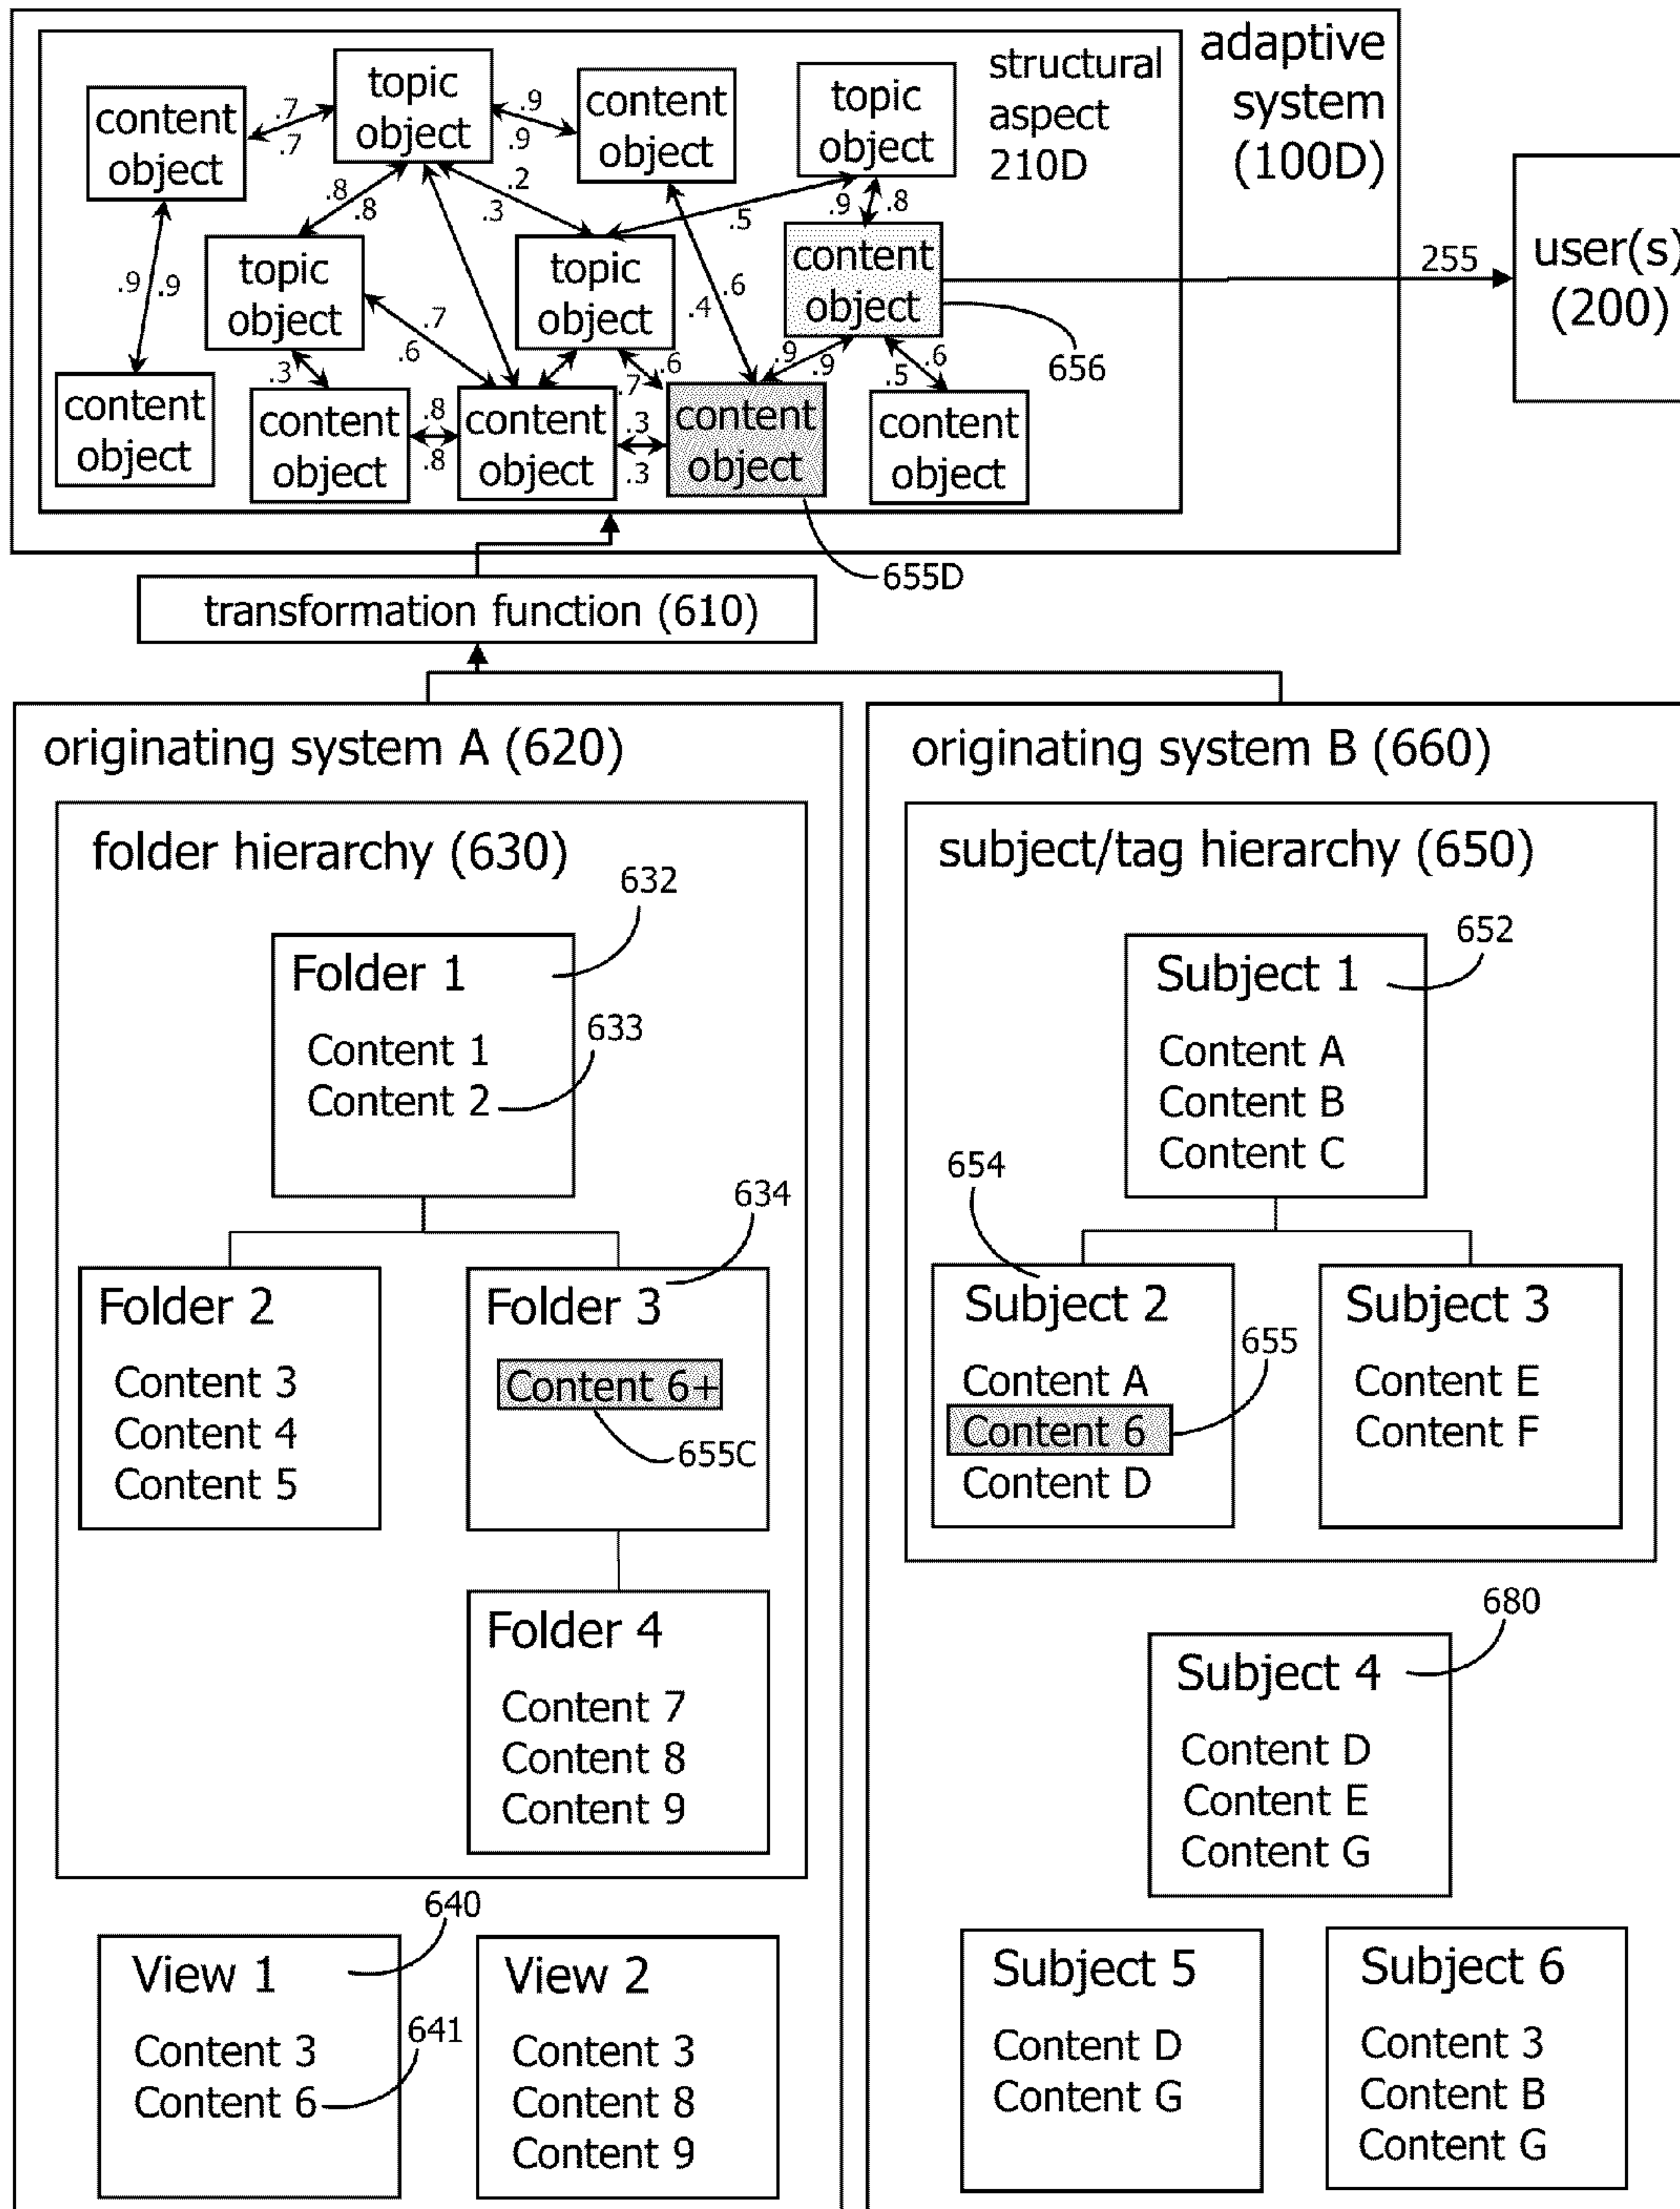 adaptive
system
(100D)
structural
aspect
210D
topic
object
content
object
content
object
topic
object
.7
.7
.9
.9
.8
.8
.2
.3
.5
.9
.8
topic
object
topic
object
content
object
.9
.9
.7
.6
.4
.6
255
user(s)
(200)
656
.3
.6
.7
.9
.9
.6
.5
content
object
content
object
content
object
content
object
content
object
.8
.8
.3
.3
655D
transformation function (610)
originating system A (620)
folder hierarchy (630)
632
Folder 1
Content 1
633
Content 2
634
Folder 2
Content 3
Content 4
Content 5
Folder 3
Content 6+
655C
Folder 4
Content 7
Content 8
Content 9
640
View 1
Content 3
641
Content 6
View 2
Content 3
Content 8
Content 9
originating system B (660)
subject/tag hierarchy (650)
652
Subject 1
Content A
Content B
Content C
654
Subject 2
655
Content A
Content 6
Content D
Subject 3
Content E
Content F
680
Subject 4
Content D
Content E
Content G
Subject 5
Content D
Content G
Subject 6
Content 3
Content B
Content G